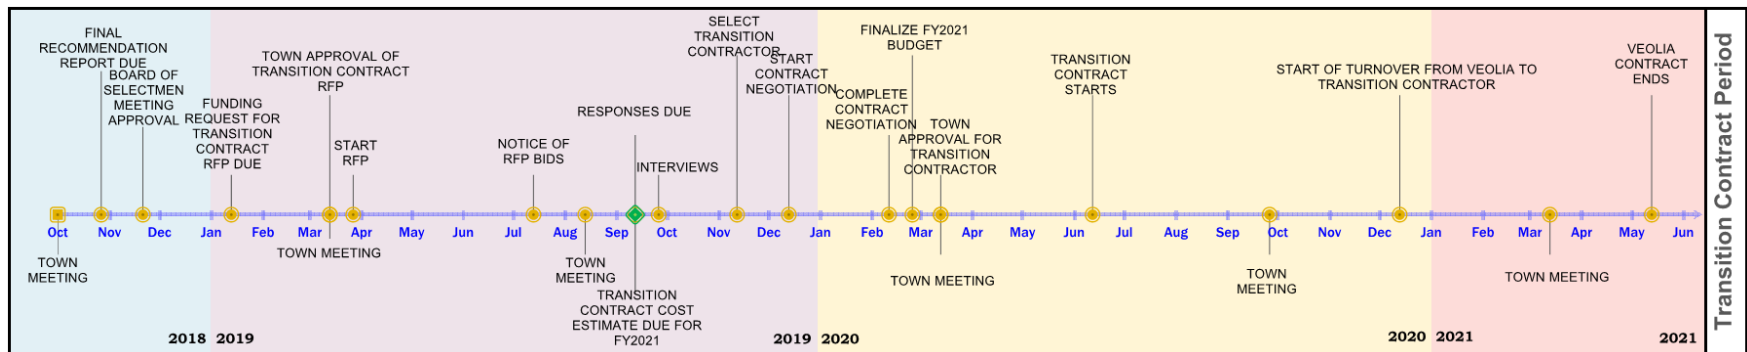 FINAL
RECOMMENDATION
REPORT DUE
BOARD OF
SELECTMEN
MEETING
APPROVAL
FUNDING
REQUEST FOR
TRANSITION
CONTRACT
RFP DUE
TOWN APPROVAL OF
TRANSITION CONTRACT
RFP
START
RFP
NOTICE OF
RFP BIDS
RESPONSES DUE
INTERVIEWS
SELECT
TRANSITION
CONTRACTOR
START
CONTRACT
NEGOTIATION
COMPLETE
CONTRACT
NEGOTIATION
FINALIZE FY2021
BUDGET
TOWN
APPROVAL FOR
TRANSITION
CONTRACTOR
TRANSITION
CONTRACT
STARTS
START OF TURNOVER FROM VEOLIA TO
TRANSITION CONTRACTOR
VEOLIA
CONTRACT
ENDS
Oct Nov Dec Jan Feb Mar Apr May Jun Jul Aug Sep Oct Nov Dec Jan Feb Mar Apr May Jun Jul Aug Sep Oct Nov Dec Jan Feb Mar Apr May Jun
TOWN
MEETING
TOWN MEETING
TOWN
MEETING
TRANSITION
CONTRACT COST
ESTIMATE DUE FOR
FY2021
TOWN MEETING
TOWN
MEETING
TOWN MEETING
2018 2019 2019 2020 2020 2021 2021
Transition Contract Period